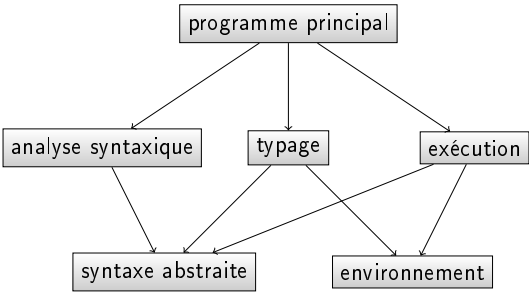 programme principal
analyse syntaxique
typage
exécution
syntaxe abstraite
environnement